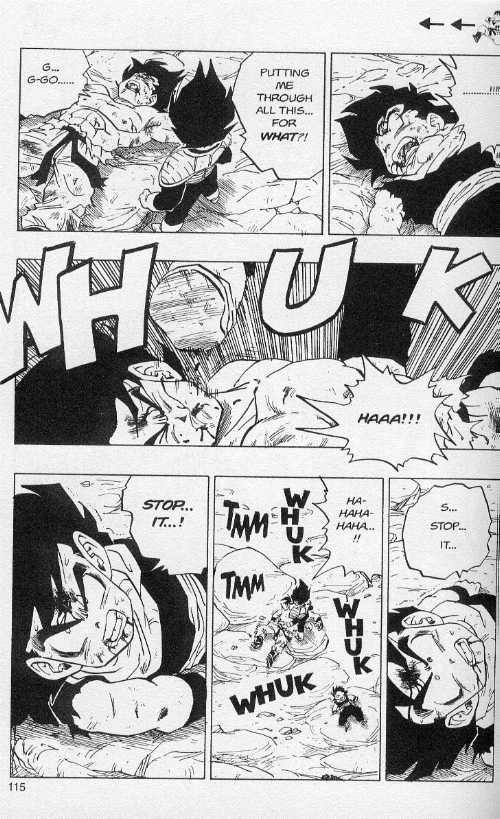 ...........!!!
PUTTING
ME
THROUGH
ALL THIS...
FOR
WHAT?!
G...
G-GO......
WHUK
HAAA!!!
S...
STOP...
IT...
HA-
HAHA-
HAHA...
!!
WHUK
TMM
TMM
WHUK
WHUK
STOP...
IT...!
115